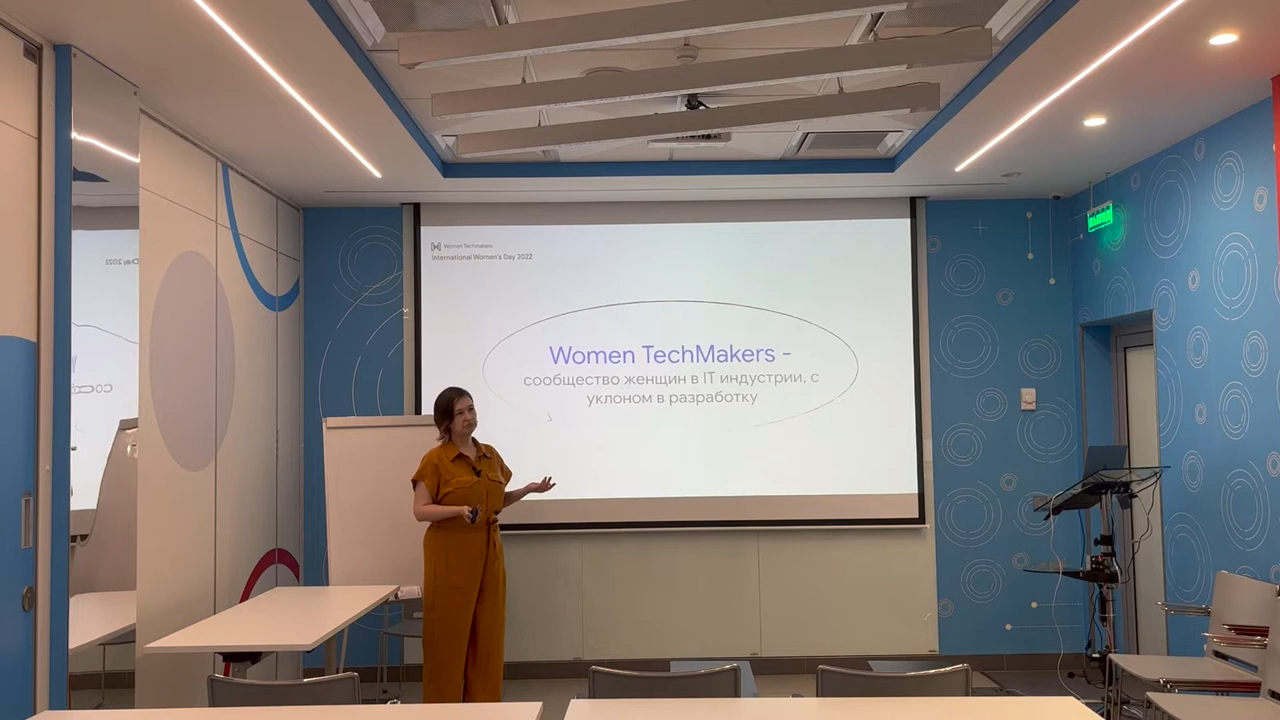 Women Techmakers
International Women's Day 2022
Women TechMakers -
сообщество женщин в IT индустрии, с
уклоном в разработку